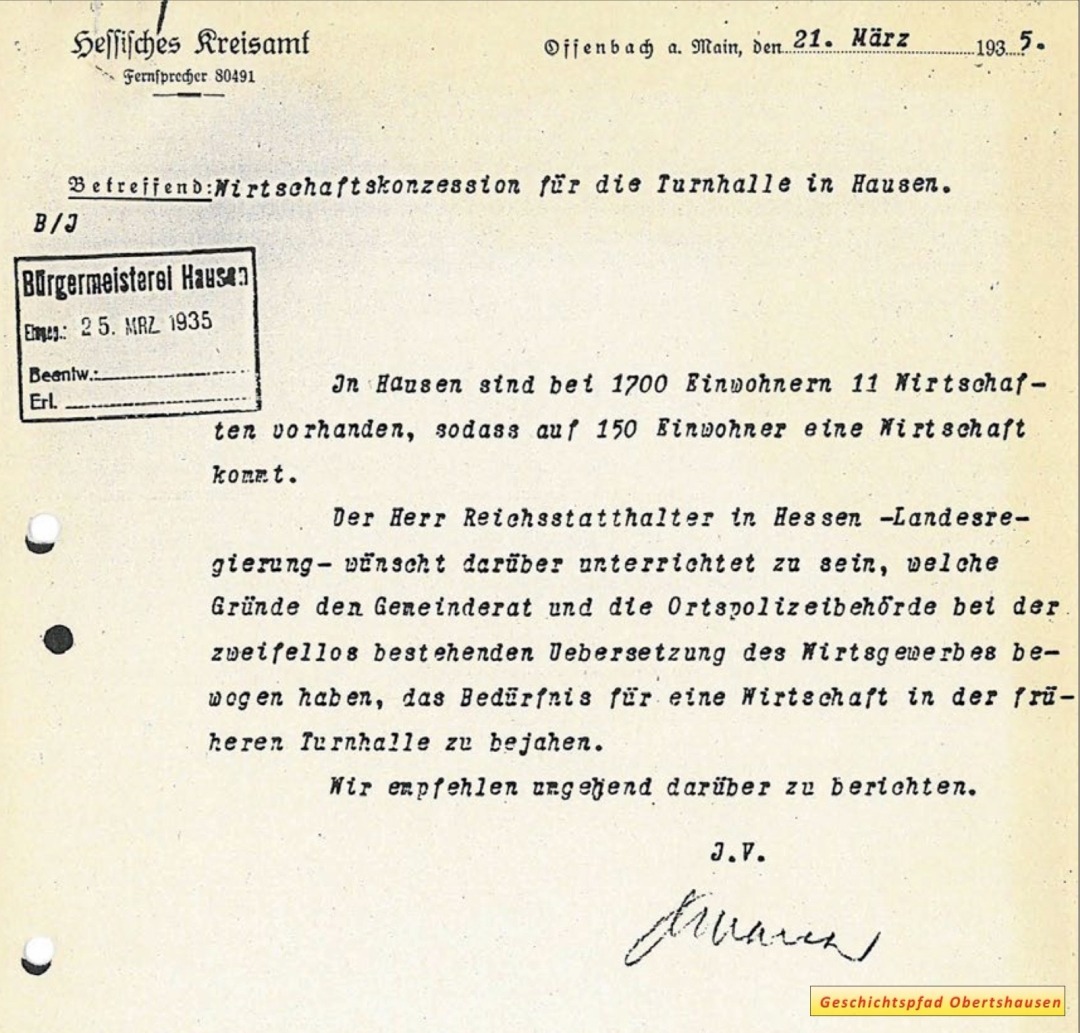 Hessisches Kreisamt
Fernsprecher 80491
Offenbach a. Main, den 21. März 1935.
Betreffend: Wirtschaftskonzession für die Turnhalle in Hausen.
B/J
Bürgermeisterei Hausen
Eingeg.: 25. MRZ. 1935
Beantw.:
Erl.
In Hausen sind bei 1700 Einwohnern 11 Wirtschaf-
ten vorhanden, sodass auf 150 Einwohner eine Wirtschaft
kommt.
Der Herr Reichsstatthalter in Hessen -Landesre-
gierung- wünscht darüber unterrichtet zu sein, welche
Gründe den Gemeinderat und die Ortspolizeibehörde bei der
zweifellos bestehenden Uebersetzung des Wirtsgewerbes be-
wogen haben, das Bedürfnis für eine Wirtschaft in der frü-
heren Turnhalle zu bejahen.
Wir empfehlen umgehend darüber zu berichten.
J.V.
Geschichtspfad Obertshausen